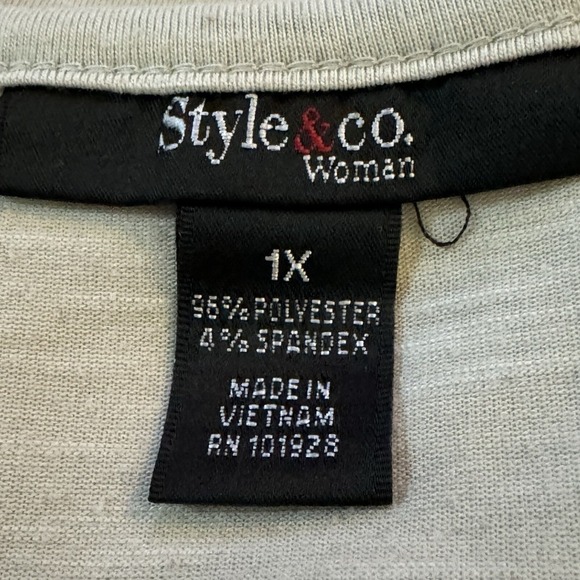 Style & co.
Woman
1X
96% POLYESTER
4% SPANDEX
MADE IN
VIETNAM
RN 101928